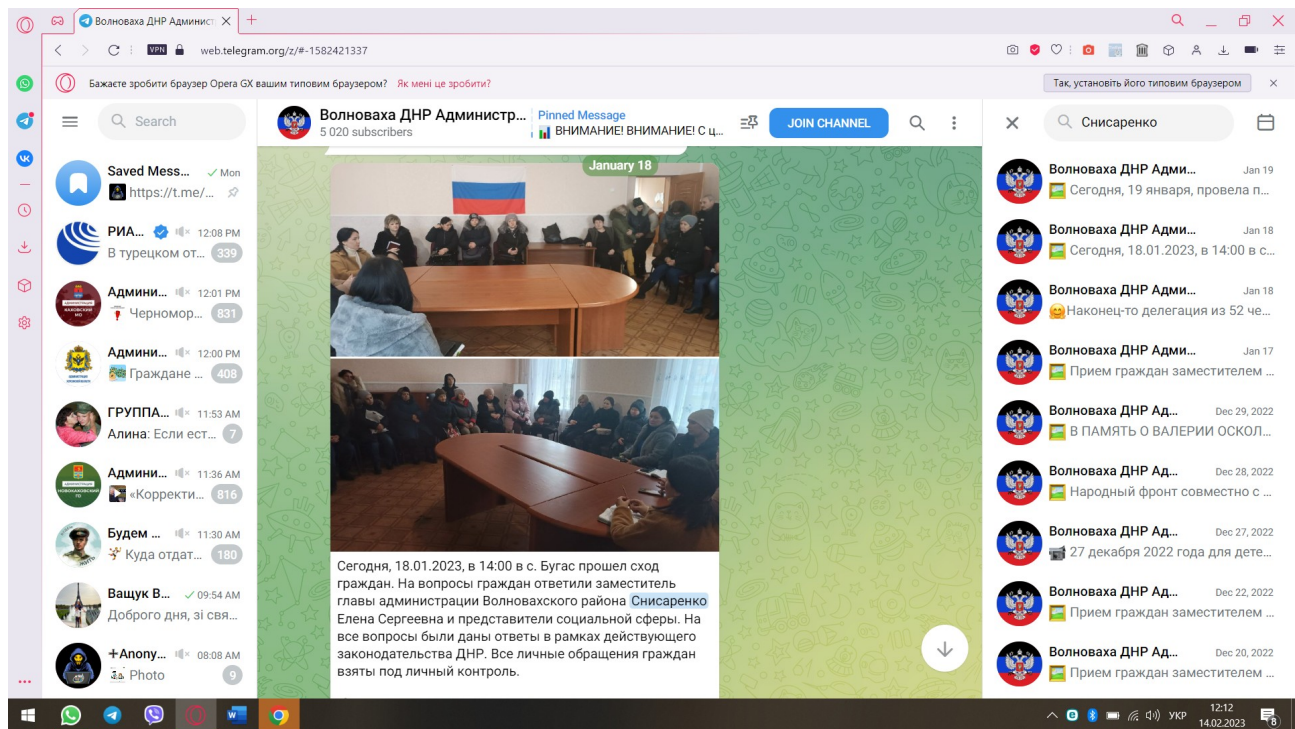 Волноваха ДНР Админист
VPN
web.telegram.org/z/#-1582421337
Бажаєте зробити браузер Opera GX вашим типовим браузером? Як мені це зробити?
Так, установіть його типовим браузером
Search
Saved Mess... Mon
https://t.me/...
РИА... 12:08 PM
В турецком от... 339
Админи... 12:01 PM
Черномор... 831
Админи... 12:00 PM
Граждане ... 408
ГРУППА... 11:53 AM
Алина: Если ест... 7
Админи... 11:36 AM
«Корректи... 816
Будем ... 11:30 AM
Куда отдат... 180
Ващук В... 09:54 AM
Доброго дня, зі свя...
+Anony... 08:08 AM
Photo 9
Волноваха ДНР Администр...
5 020 subscribers
Pinned Message
ВНИМАНИЕ! ВНИМАНИЕ! С ц...
JOIN CHANNEL
January 18
Сегодня, 18.01.2023, в 14:00 в с. Бугас прошел сход
граждан. На вопросы граждан ответили заместитель
главы администрации Волновахского района Снисаренко
Елена Сергеевна и представители социальной сферы. На
все вопросы были даны ответы в рамках действующего
законодательства ДНР. Все личные обращения граждан
взяты под личный контроль.
Снисаренко
Волноваха ДНР Адми... Jan 19
Сегодня, 19 января, провела п...
Волноваха ДНР Адми... Jan 18
Сегодня, 18.01.2023, в 14:00 в с...
Волноваха ДНР Адми... Jan 18
Наконец-то делегация из 52 че...
Волноваха ДНР Адми... Jan 17
Прием граждан заместителем ...
Волноваха ДНР Ад... Dec 29, 2022
В ПАМЯТЬ О ВАЛЕРИИ ОСКОЛ...
Волноваха ДНР Ад... Dec 28, 2022
Народный фронт совместно с ...
Волноваха ДНР Ад... Dec 27, 2022
27 декабря 2022 года для дете...
Волноваха ДНР Ад... Dec 22, 2022
Прием граждан заместителем ...
Волноваха ДНР Ад... Dec 20, 2022
Прием граждан заместителем ...
УКР
12:12
14.02.2023
8